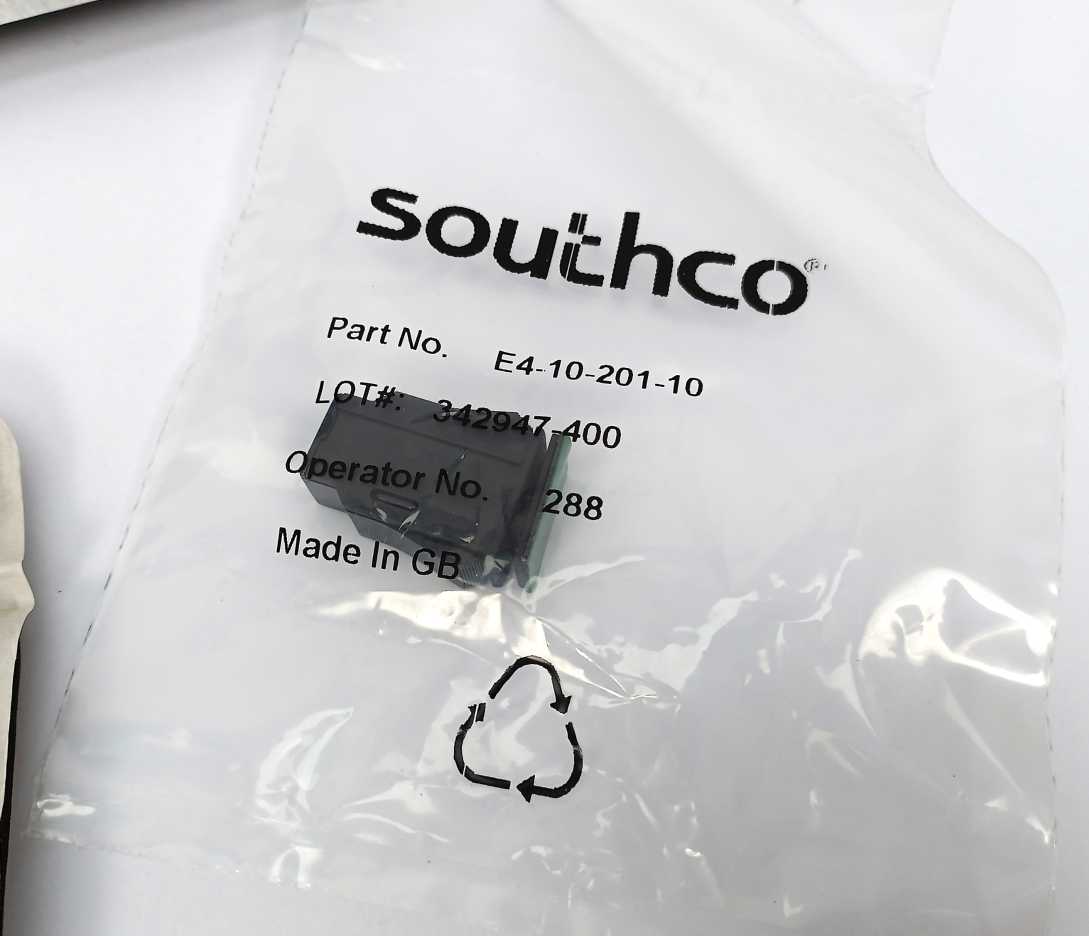 southco®
Part No. E4-10-201-10
LOT#: 342947-400
Operator No. 288
Made In GB